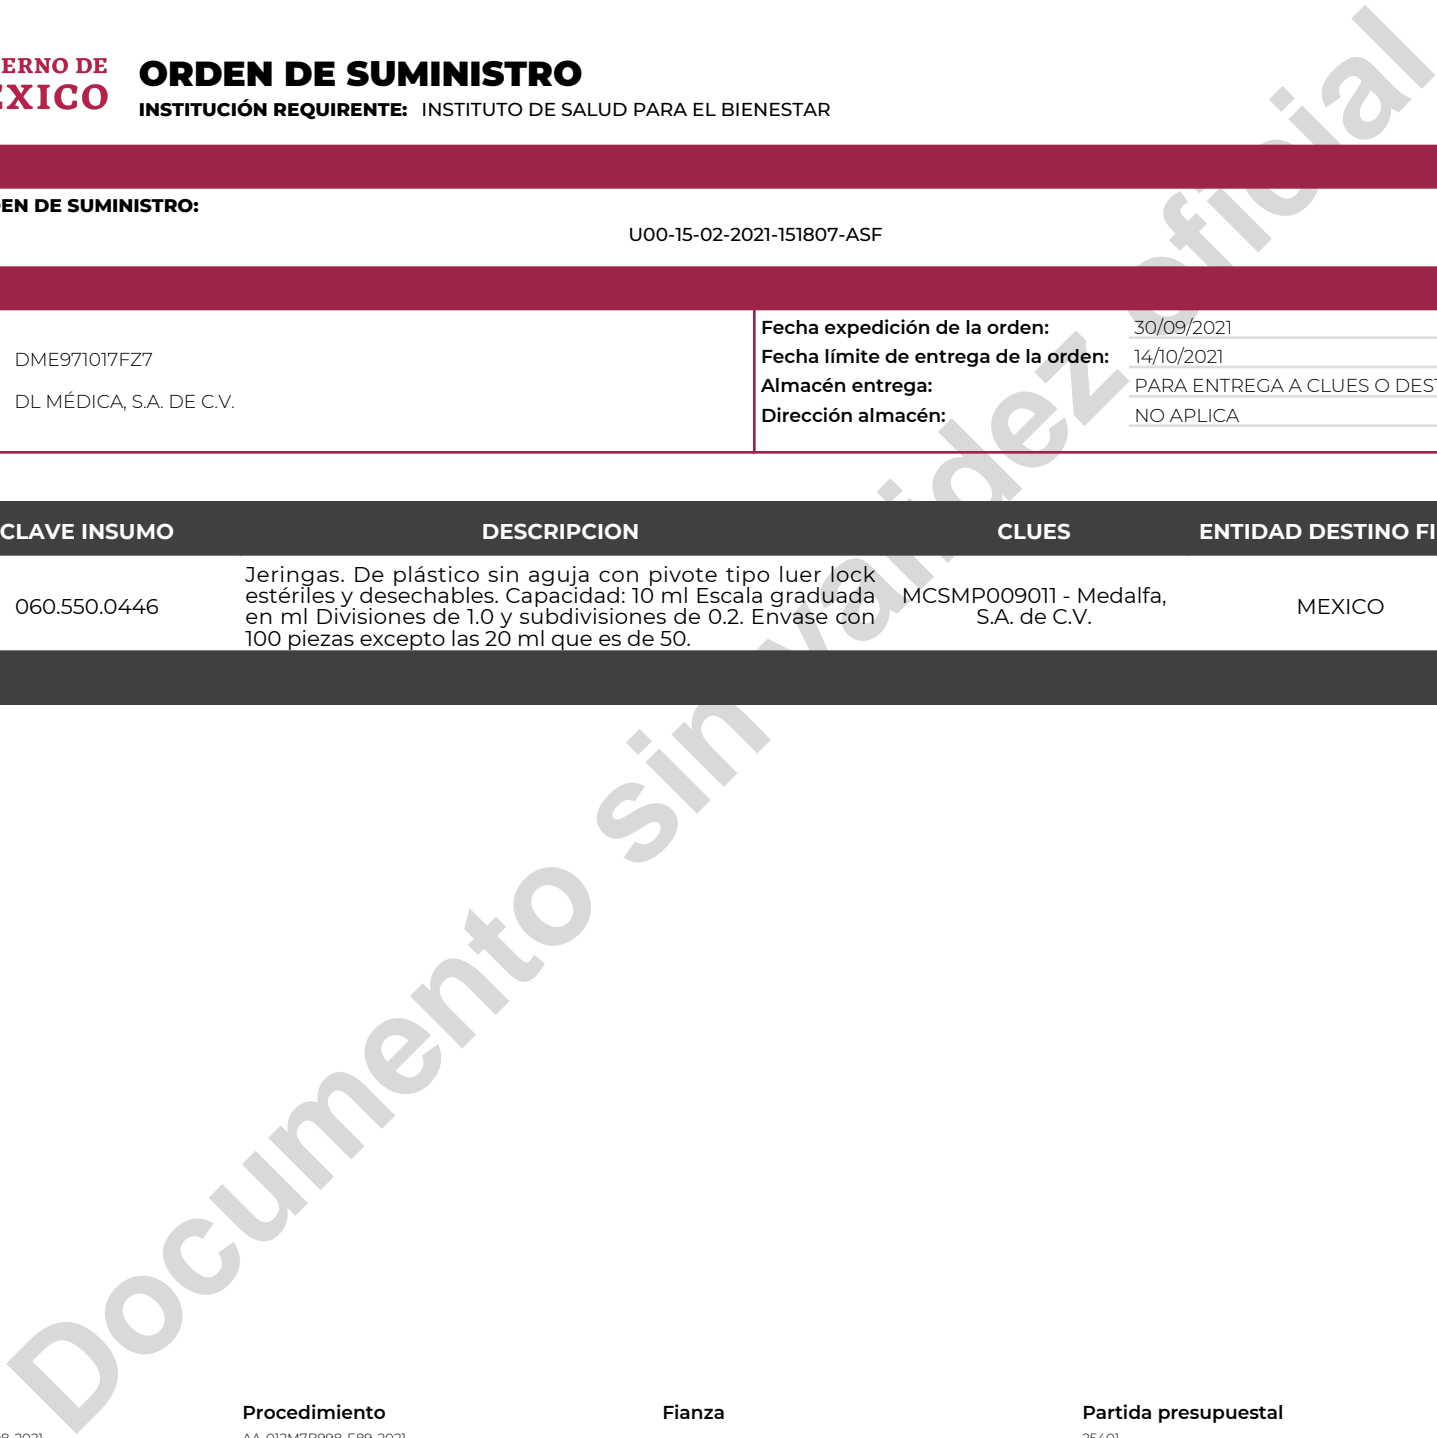 ERNO DE
EXICO
ORDEN DE SUMINISTRO
INSTITUCIÓN REQUIRENTE: INSTITUTO DE SALUD PARA EL BIENESTAR
EN DE SUMINISTRO:
U00-15-02-2021-151807-ASF
DME971017FZ7
DL MÉDICA, S.A. DE C.V.
Fecha expedición de la orden: 30/09/2021
Fecha límite de entrega de la orden: 14/10/2021
Almacén entrega: PARA ENTREGA A CLUES O DEST
Dirección almacén: NO APLICA
CLAVE INSUMO DESCRIPCION CLUES ENTIDAD DESTINO FI
060.550.0446
Jeringas. De plástico sin aguja con pivote tipo luer lock
estériles y desechables. Capacidad: 10 ml Escala graduada
en ml Divisiones de 1.0 y subdivisiones de 0.2. Envase con
100 piezas excepto las 20 ml que es de 50.
MCSMP009011 - Medalfa,
S.A. de C.V.
MEXICO
Documento sin validez oficial
Procedimiento Fianza Partida presupuestal